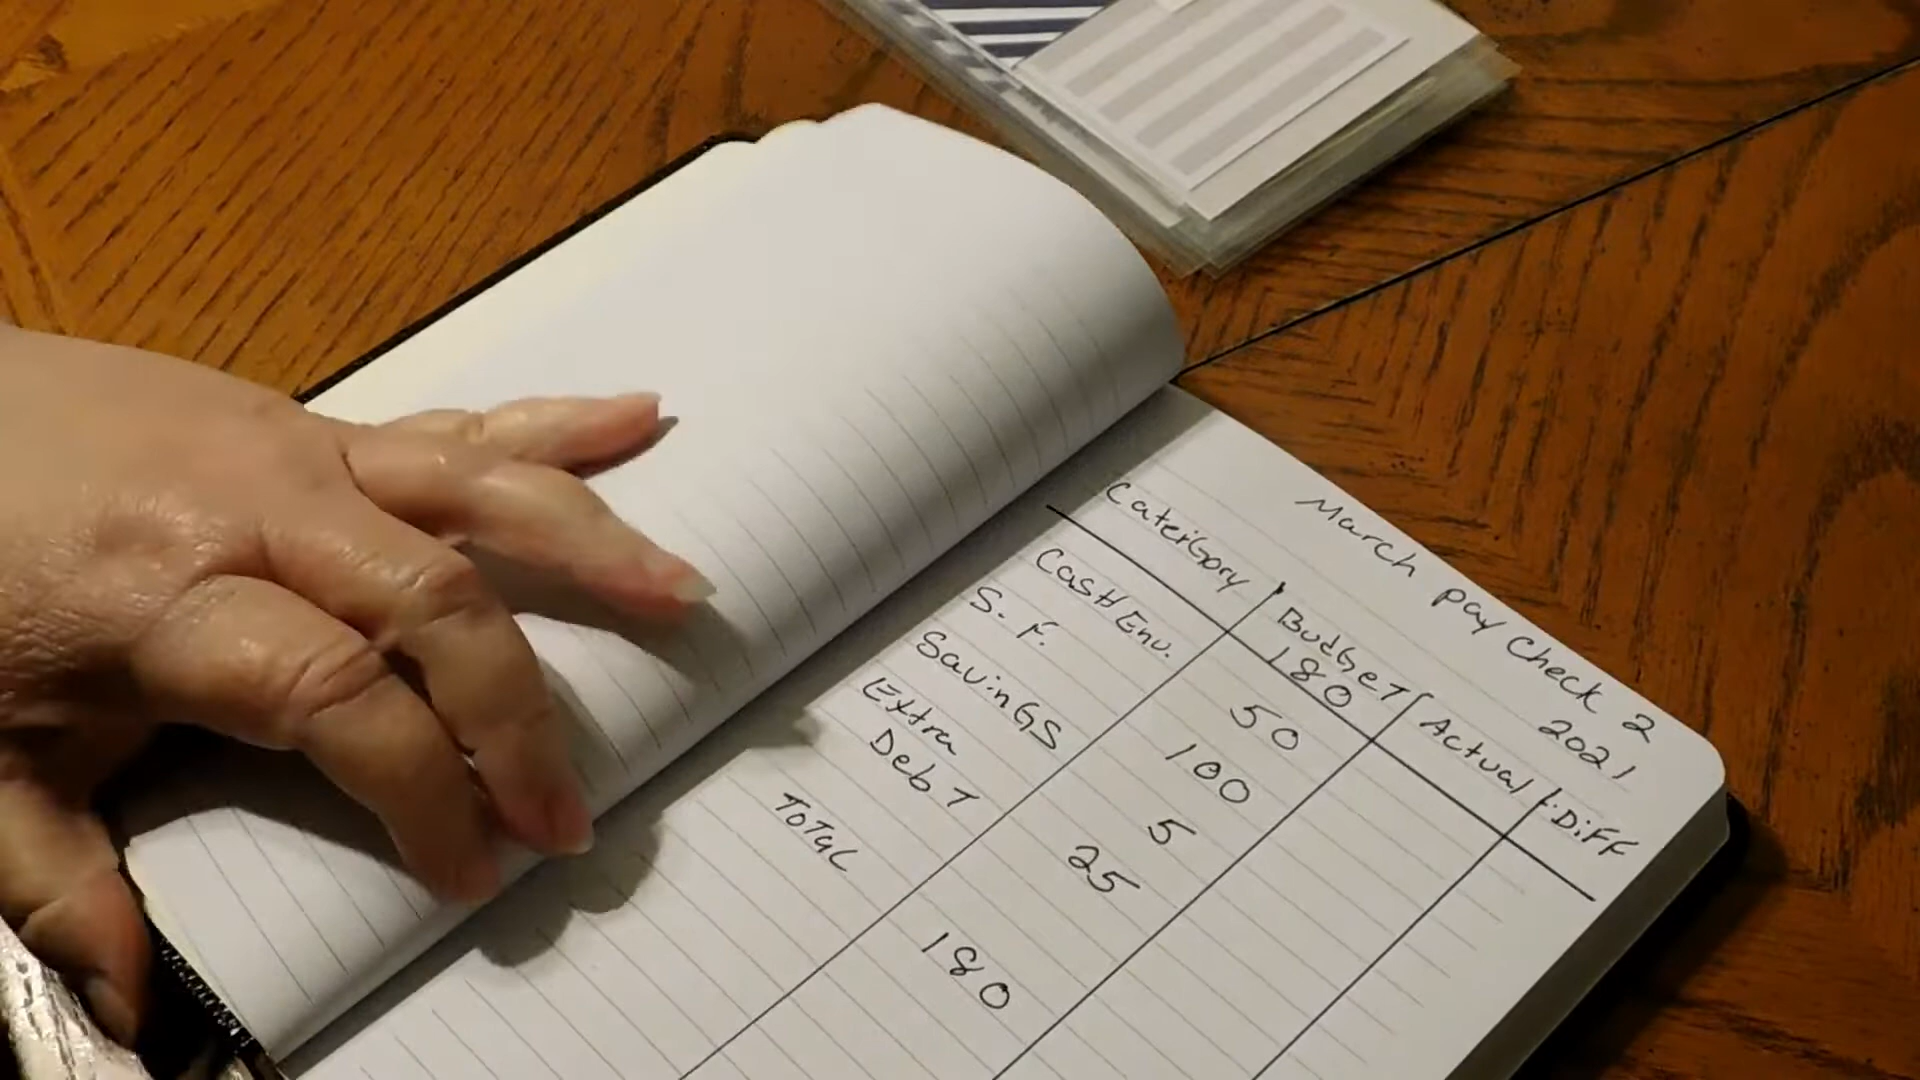 March pay Check 2
2021
Cateigory Budget Actual Diff
180
Cash Env. 50
S. F. 100
Savings 5
Extra 25
Debt
Total 180